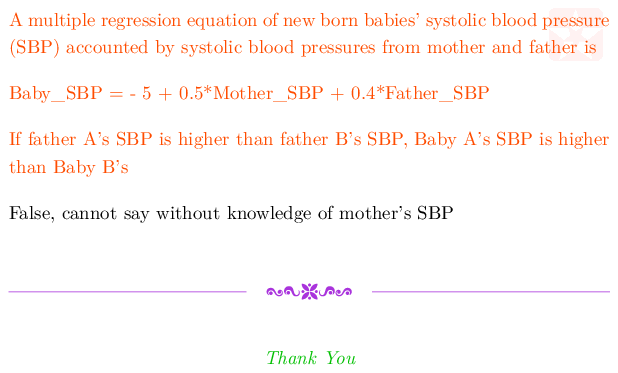 A multiple regression equation of new born babies' systolic blood pressure
(SBP) accounted by systolic blood pressures from mother and father is
Baby_SBP = - 5 + 0.5*Mother_SBP + 0.4*Father_SBP
If father A's SBP is higher than father B's SBP, Baby A's SBP is higher
than Baby B's
False, cannot say without knowledge of mother's SBP
Thank You